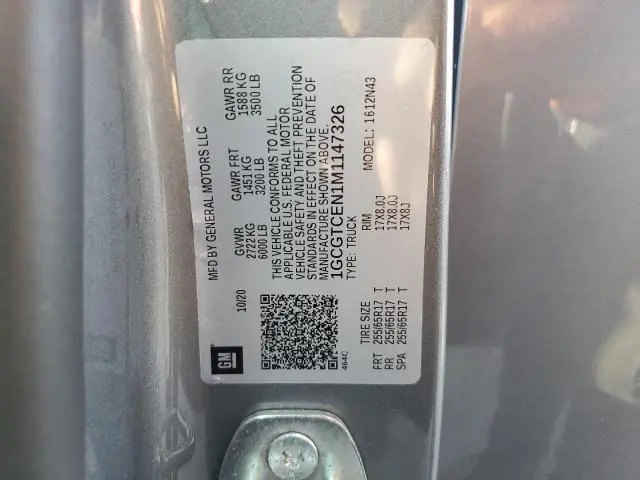 MFD BY GENERAL MOTORS LLC
10/20
GVWR
2722 KG
6000 LB
GAWR FRT
1451 KG
3200 LB
GAWR RR
1588 KG
3500 LB
THIS VEHICLE CONFORMS TO ALL
APPLICABLE U.S. FEDERAL MOTOR
VEHICLE SAFETY AND THEFT PREVENTION
STANDARDS IN EFFECT ON THE DATE OF
MANUFACTURE SHOWN ABOVE.
1GCGTCEN1M1147326
TYPE: TRUCK
MODEL: 1612N43
GM
464C
TIRE SIZE RIM
FRT 255/65R17 T 17X8.0J
RR 255/65R17 T 17X8.0J
SPA 255/65R17 T 17X8J